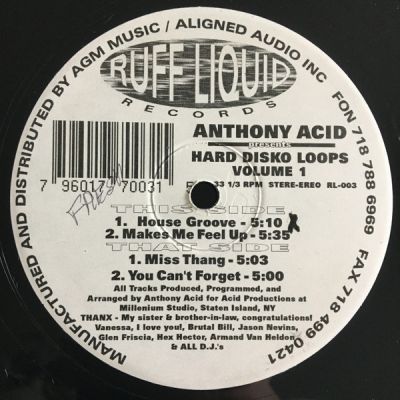 MANUFACTURED AND DISTRIBUTED BY AGM MUSIC / ALIGNED AUDIO INC
FON 718 788 6969
FAX 718 499 0421
RUFF LIQUID
RECORDS
ANTHONY ACID
presents
HARD DISKO LOOPS
VOLUME 1
7 96017 70031
33 1/3 RPM STERE-EREO RL-003
FRESH
THIS SIDE
1. House Groove - 5:10 X
2. Makes Me Feel Up - 5:35
THAT SIDE
1. Miss Thang - 5:03
2. You Can't Forget - 5:00
All Tracks Produced, Programmed, and
Arranged by Anthony Acid for Acid Productions at
Millenium Studio, Staten Island, NY
THANX - My sister & brother-in-law, congratulations!
Vanessa, I love you!, Brutal Bill, Jason Nevins,
Glen Friscia, Hex Hector, Armand Van Heldon
& ALL D.J.'s